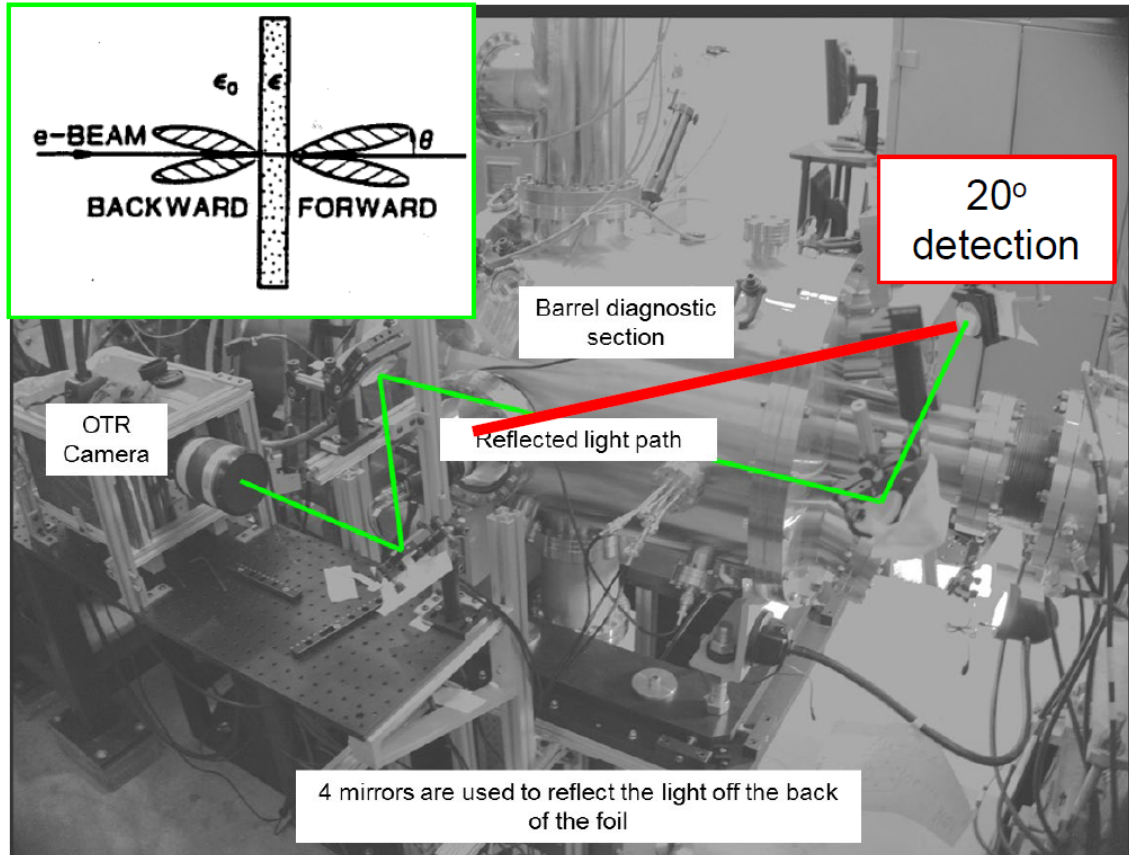 ϵ₀
ϵ
e-BEAM
θ
BACKWARD
FORWARD
20°
detection
Barrel diagnostic
section
OTR
Camera
Reflected light path
4 mirrors are used to reflect the light off the back
of the foil